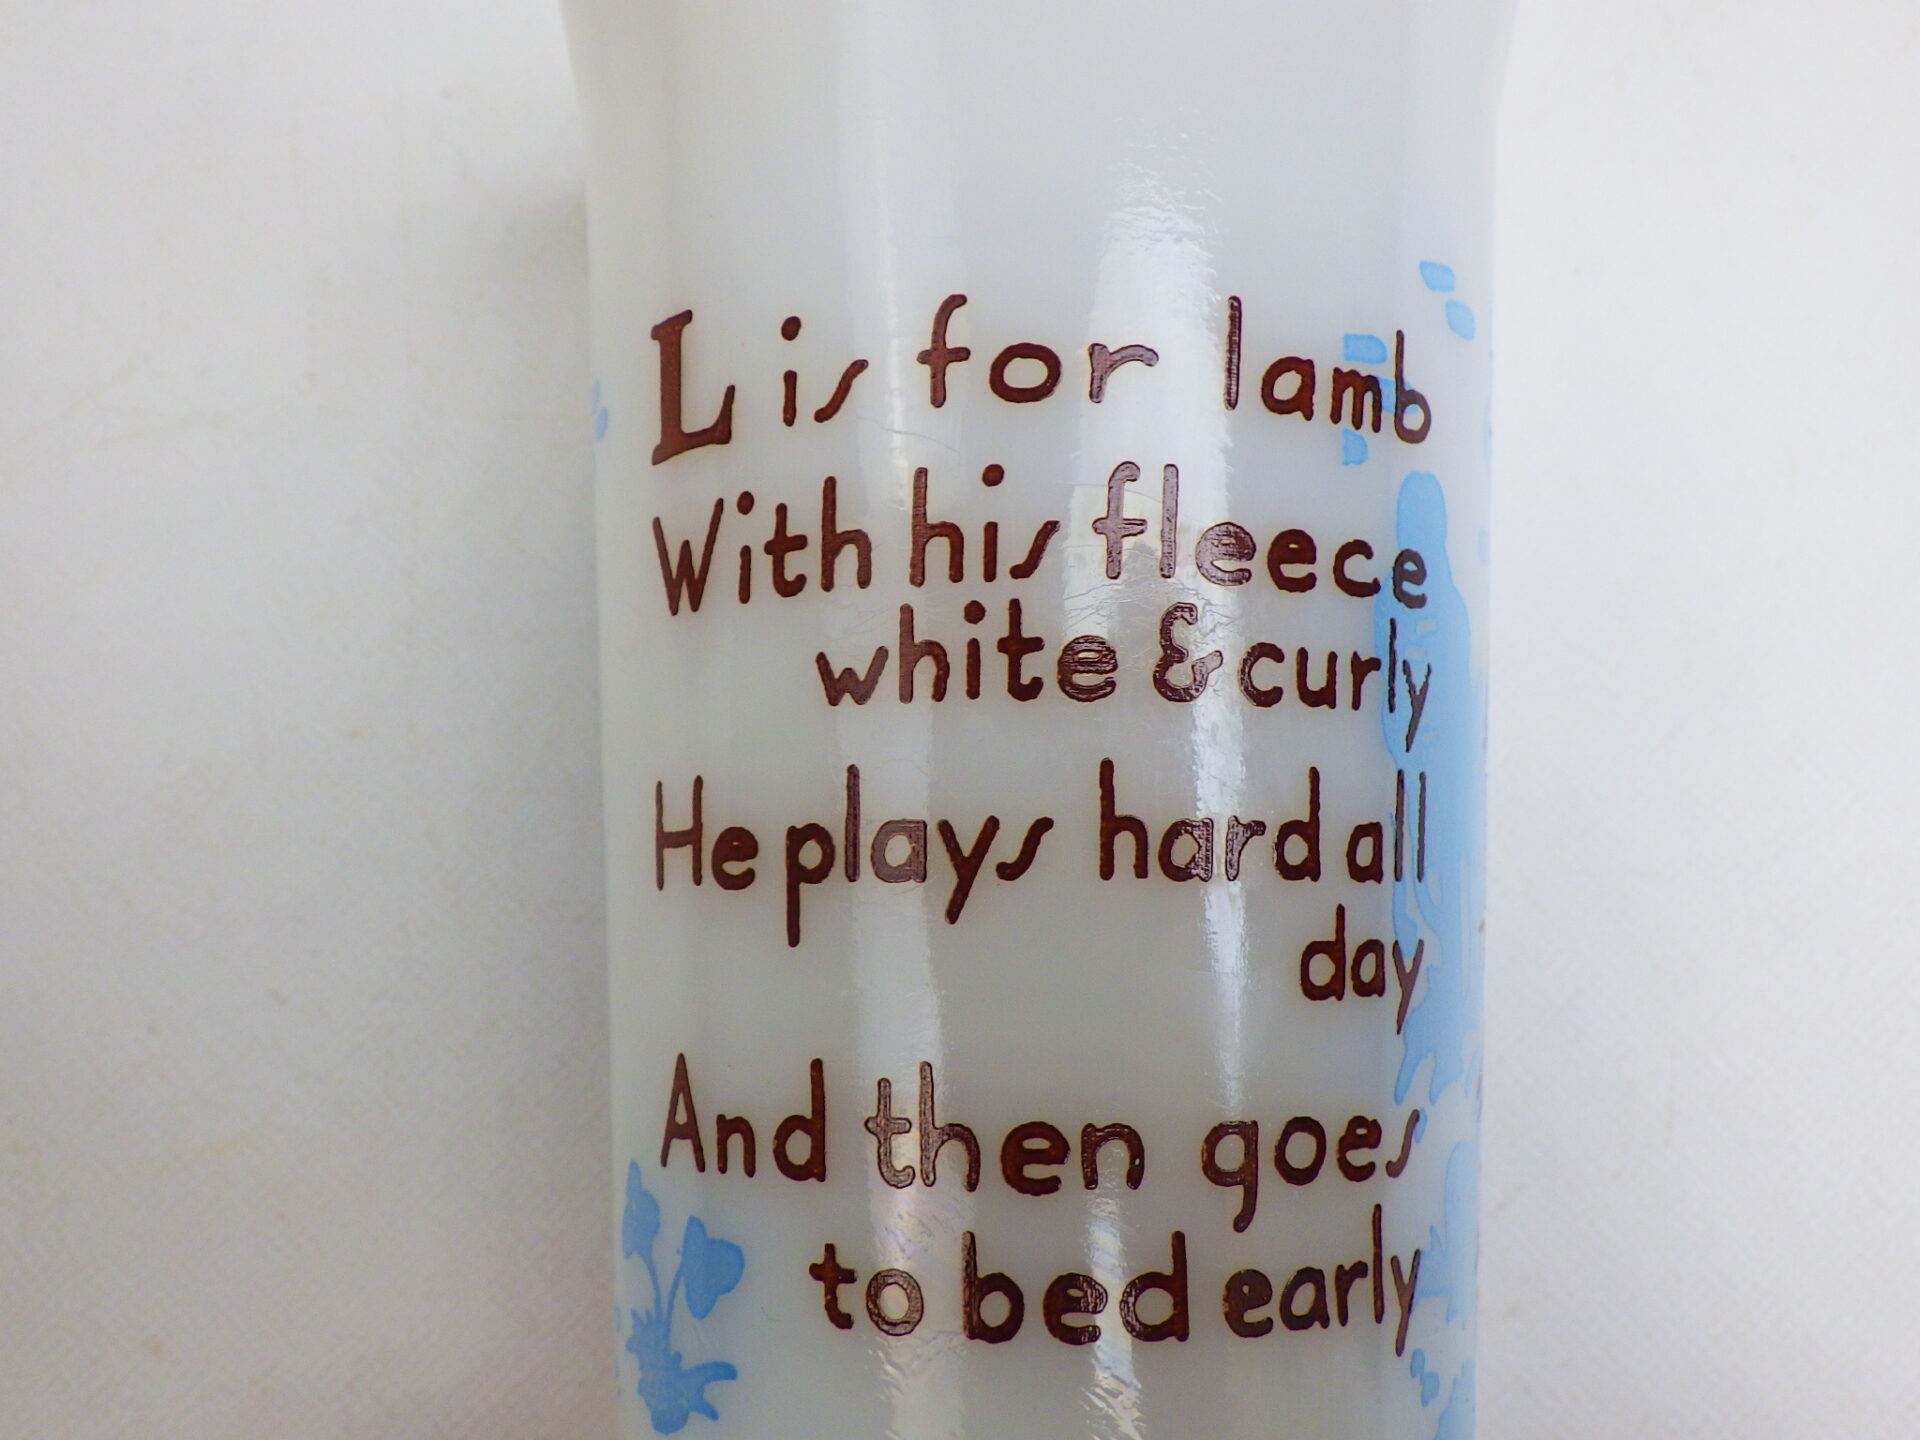 L is for lamb
With his fleece
white & curly
He plays hard all
day
And then goes
to bed early